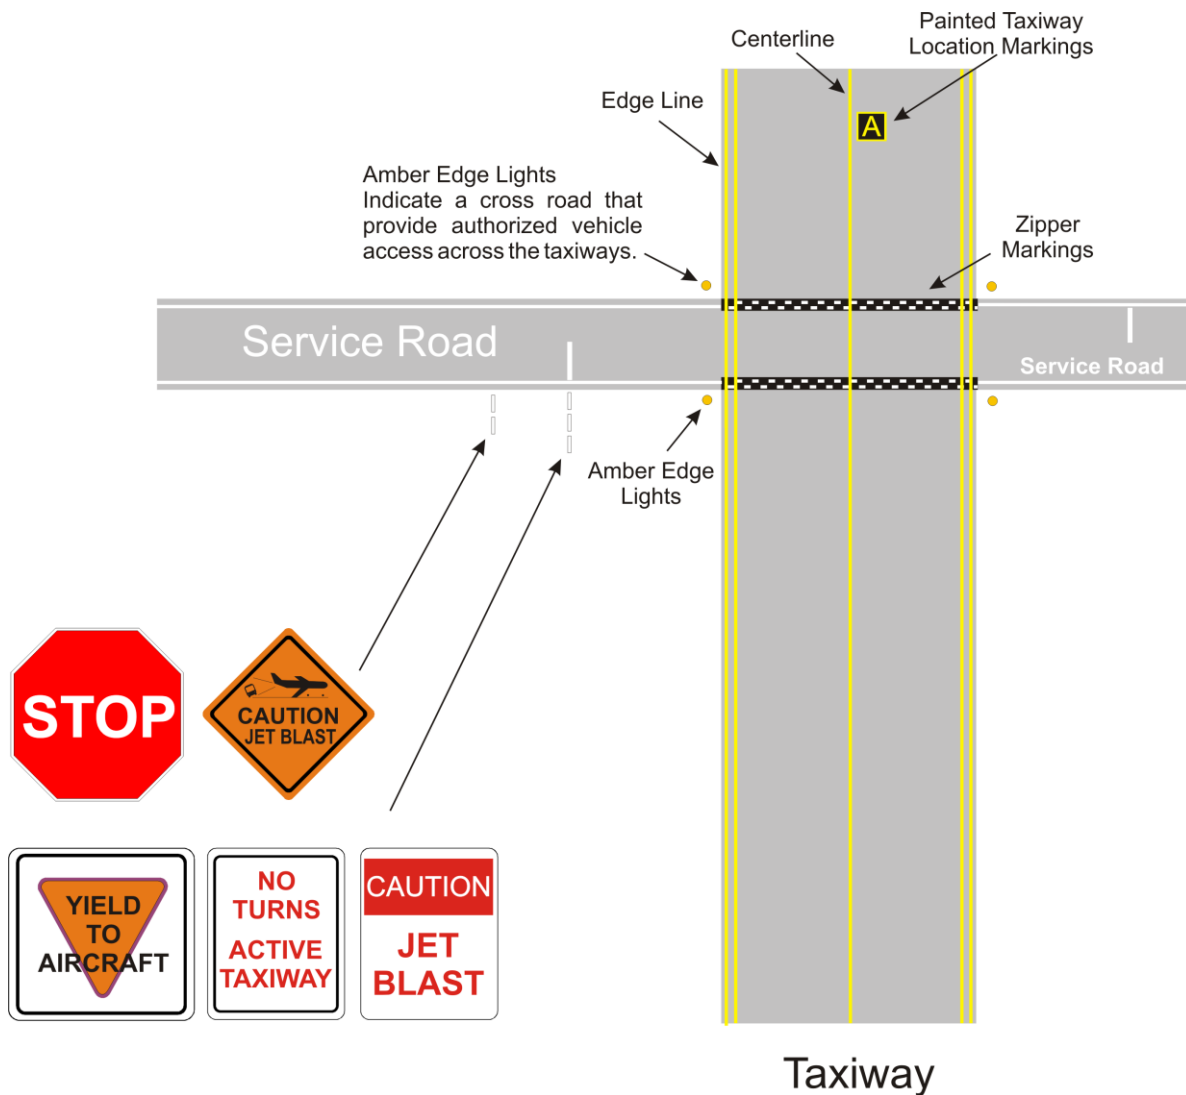 Painted Taxiway
Location Markings
Centerline
A
Edge Line
Amber Edge Lights
Indicate a cross road that
provide authorized vehicle
access across the taxiways.
Zipper
Markings
Service Road
Service Road
Amber Edge
Lights
STOP
CAUTION
JET BLAST
YIELD
TO
AIRCRAFT
NO
TURNS
ACTIVE
TAXIWAY
CAUTION
JET
BLAST
Taxiway